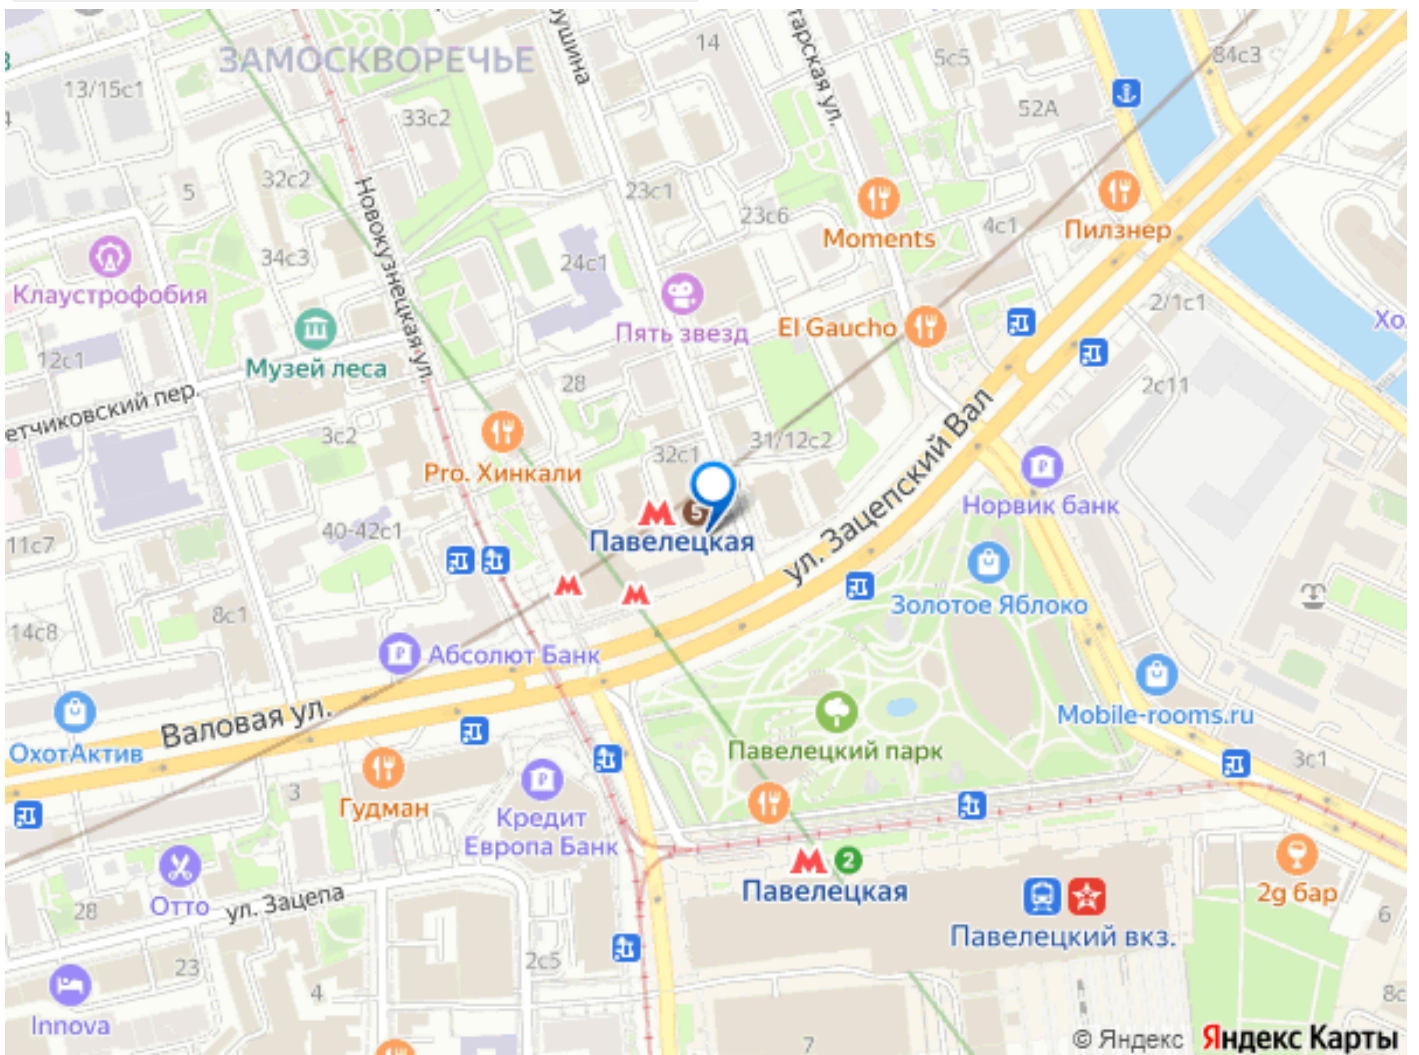 ЗАМОСКВОРЕЧЬЕ
14
5с5
84с3
13/15с1
33с2
52А
тарская ул.
5
32с2
23с1
23с6
4с1
Moments
Пилзнер
34с3
24с1
Новокузнецкая ул.
Клаустрофобия
Музей леса
Пять звезд
El Gaucho
2/1с1
12с1
28
2с11
3с2
Pro. Хинкали
32с1
31/12с2
Норвик банк
ул. Зацепский Вал
11с7
40-42с1
5
Павелецкая
Золотое Яблоко
14с8
8с1
Абсолют Банк
Валовая ул.
ОхотАктив
Павелецкий парк
Mobile-rooms.ru
3с1
3
Гудман
Кредит
Европа Банк
2
Павелецкая
28
Отто
ул. Зацепа
Павелецкий вкз.
2g бар
6
23
4
2с5
8с
Innova
7
© Яндекс Яндекс Карты